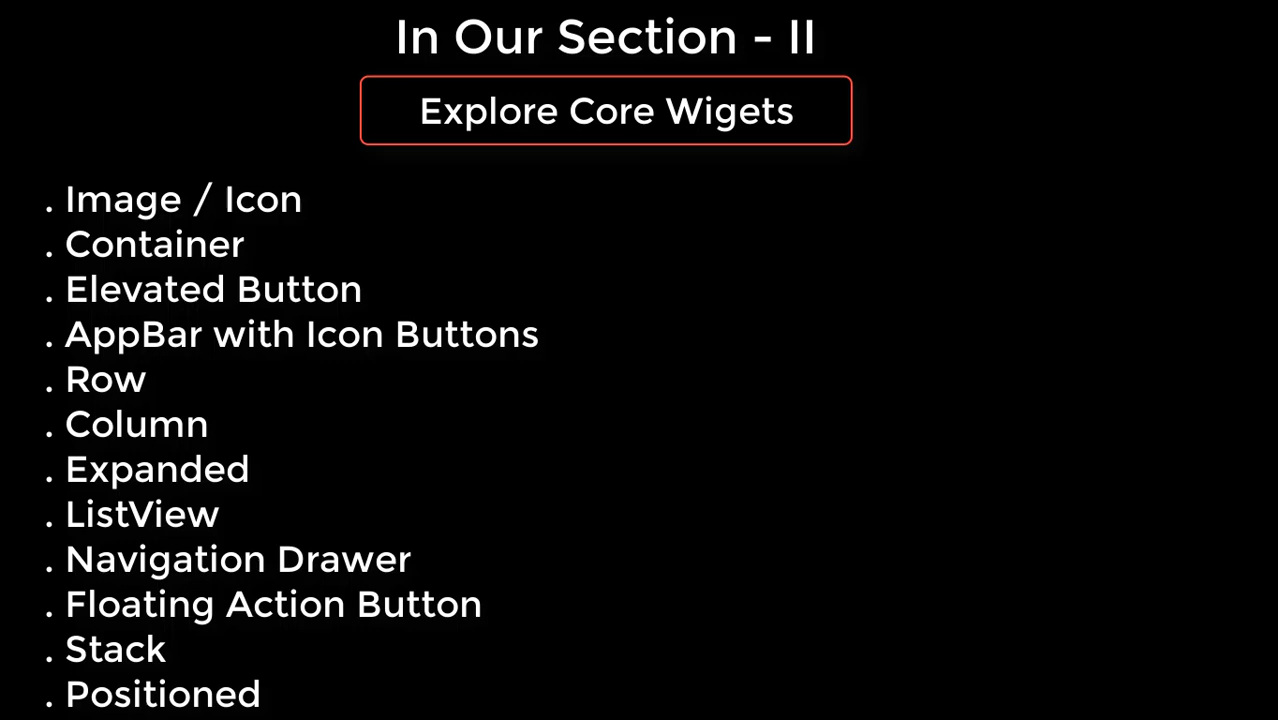 In Our Section - II
Explore Core Wigets
. Image / Icon
. Container
. Elevated Button
. AppBar with Icon Buttons
. Row
. Column
. Expanded
. ListView
. Navigation Drawer
. Floating Action Button
. Stack
. Positioned